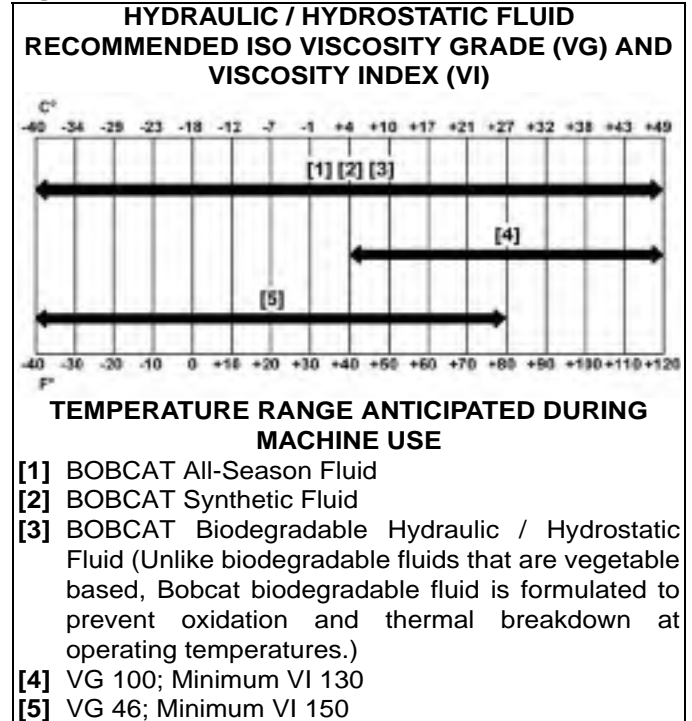 HYDRAULIC / HYDROSTATIC FLUID
RECOMMENDED ISO VISCOSITY GRADE (VG) AND
VISCOSITY INDEX (VI)
C°
-40 -34 -29 -23 -18 -12 -7 -1 +4 +10 +17 +21 +27 +32 +38 +43 +49
[1] [2] [3]
[4]
[5]
-40 -30 -20 -10 0 +10 +20 +30 +40 +50 +60 +70 +80 +90 +100 +110 +120
F°
TEMPERATURE RANGE ANTICIPATED DURING
MACHINE USE
[1] BOBCAT All-Season Fluid
[2] BOBCAT Synthetic Fluid
[3] BOBCAT Biodegradable Hydraulic / Hydrostatic
Fluid (Unlike biodegradable fluids that are vegetable
based, Bobcat biodegradable fluid is formulated to
prevent oxidation and thermal breakdown at
operating temperatures.)
[4] VG 100; Minimum VI 130
[5] VG 46; Minimum VI 150